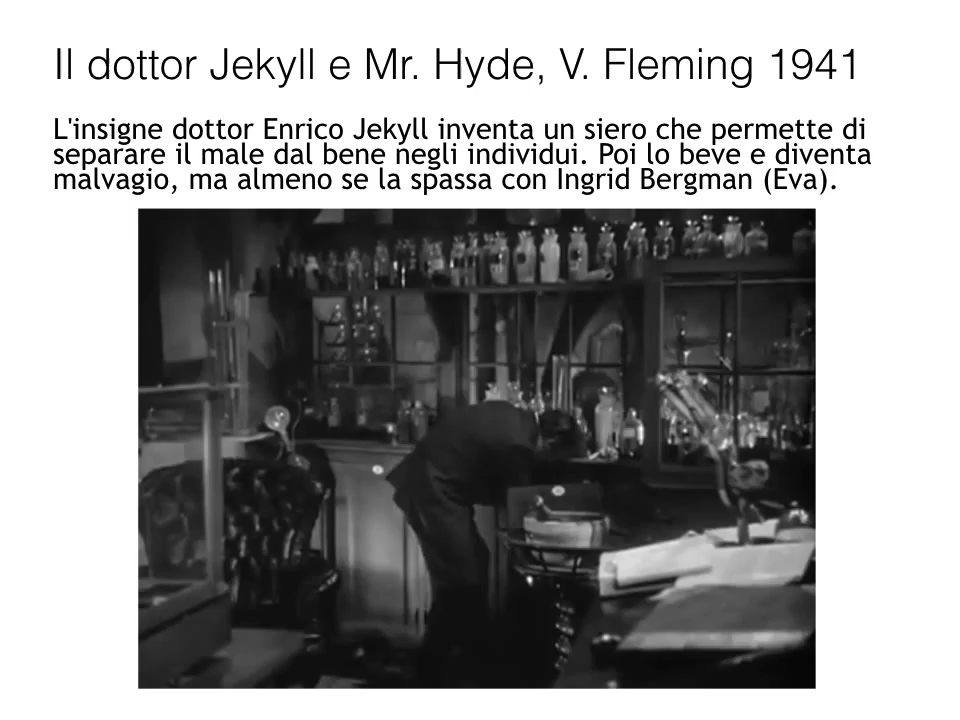 Il dottor Jekyll e Mr. Hyde, V. Fleming 1941
L'insigne dottor Enrico Jekyll inventa un siero che permette di
separare il male dal bene negli individui. Poi lo beve e diventa
malvagio, ma almeno se la spassa con Ingrid Bergman (Eva).